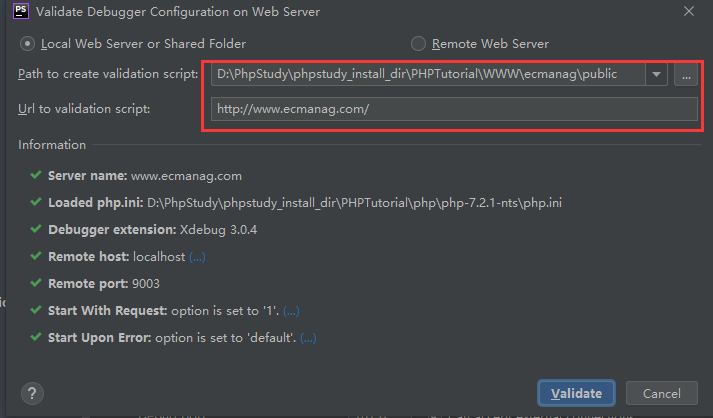 PS Validate Debugger Configuration on Web Server
Local Web Server or Shared Folder Remote Web Server
Path to create validation script: D:\PhpStudy\phpstudy_install_dir\PHPTutorial\WWW\ecmanag\public ...
Url to validation script: http://www.ecmanag.com/
Information
Server name: www.ecmanag.com
Loaded php.ini: D:\PhpStudy\phpstudy_install_dir\PHPTutorial\php\php-7.2.1-nts\php.ini
Debugger extension: Xdebug 3.0.4
Remote host: localhost (...)
Remote port: 9003
Start With Request: option is set to '1'. (...)
Start Upon Error: option is set to 'default'. (...)
? Validate Cancel